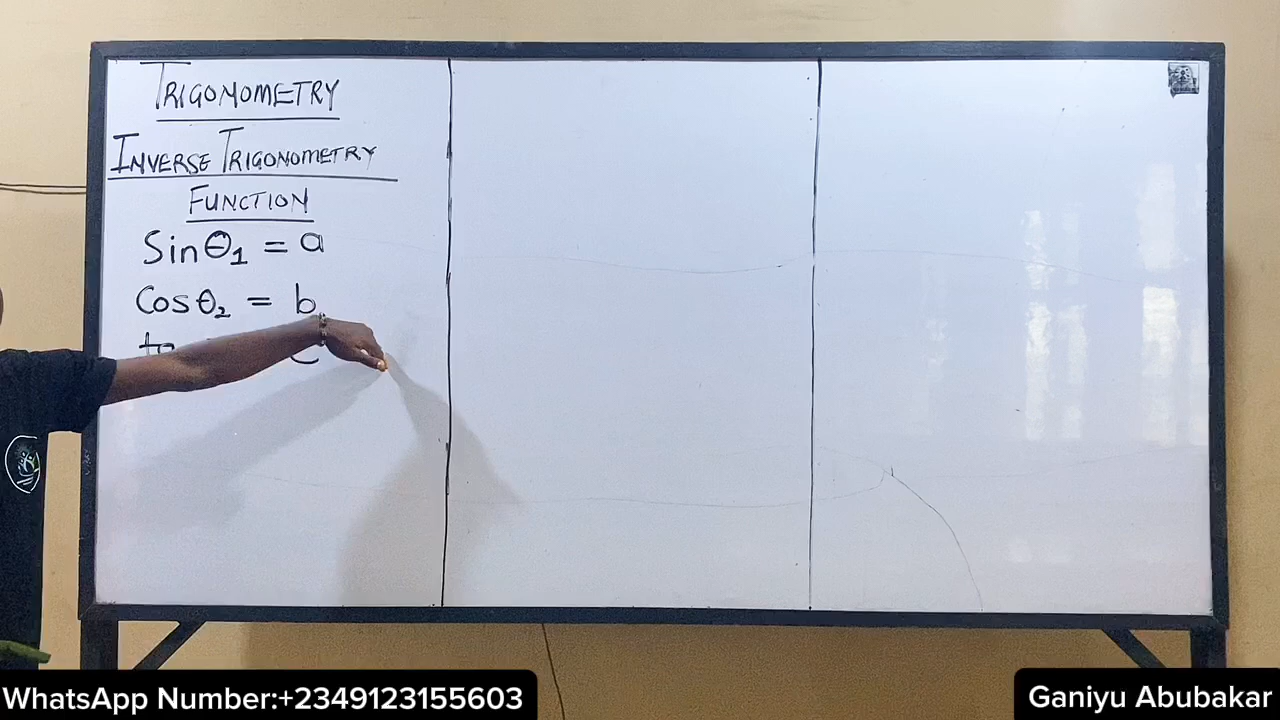 TRIGONOMETRY
INVERSE TRIGONOMETRY
FUNCTION
Sinθ₁ = a
Cosθ₂ = b
WhatsApp Number:+2349123155603
Ganiyu Abubakar